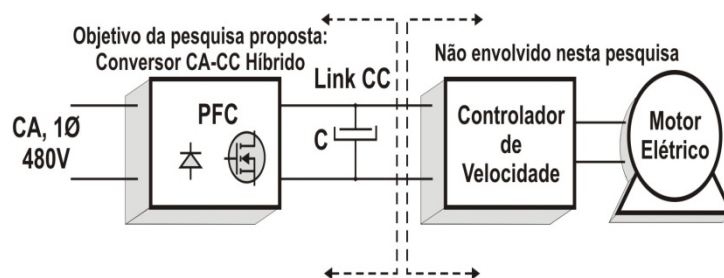 Objetivo da pesquisa proposta:
Conversor CA-CC Híbrido
Não envolvido nesta pesquisa
Link CC
PFC
CA, 1Ø
480V
C
Controlador
de
Velocidade
Motor
Elétrico